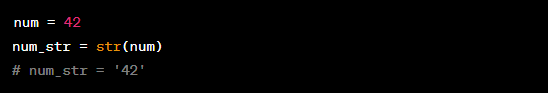 num = 42
num_str = str(num)
# num_str = '42'